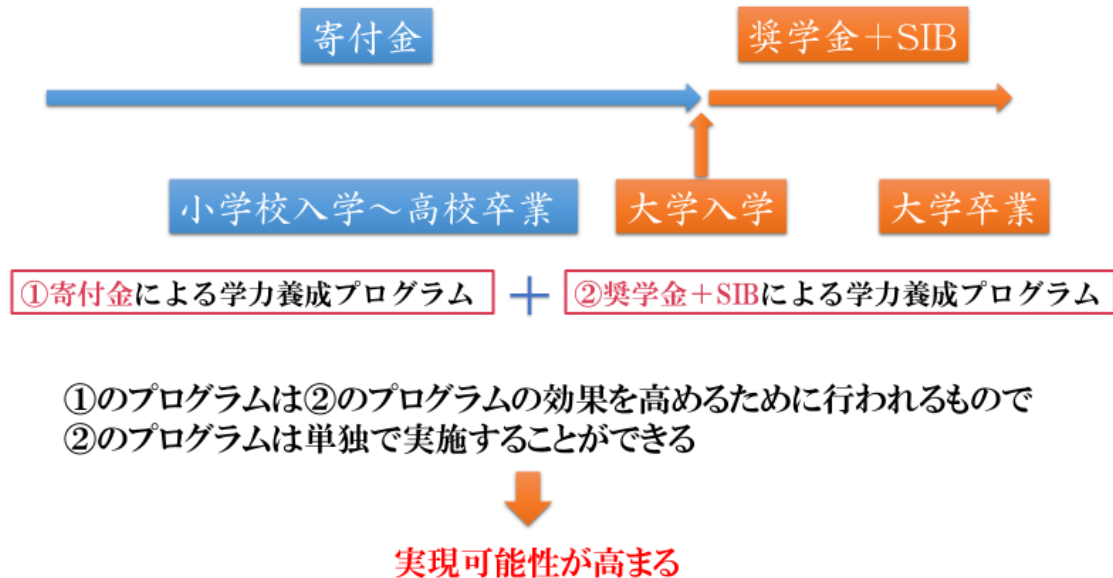 寄付金
奨学金＋SIB
小学校入学～高校卒業
大学入学
大学卒業
①寄付金による学力養成プログラム
＋
②奨学金＋SIBによる学力養成プログラム
①のプログラムは②のプログラムの効果を高めるために行われるもので
②のプログラムは単独で実施することができる
実現可能性が高まる